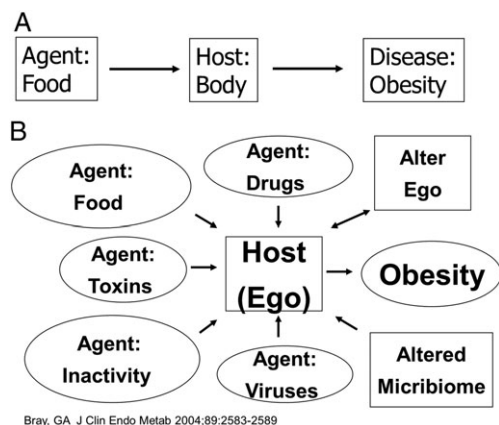 A
Agent:
Food
Host:
Body
Disease:
Obesity
B
Agent:
Food
Agent:
Drugs
Alter
Ego
Agent:
Toxins
Host
(Ego)
Obesity
Agent:
Inactivity
Agent:
Viruses
Altered
Micribiome
Bray, GA J Clin Endo Metab 2004;89:2583-2589